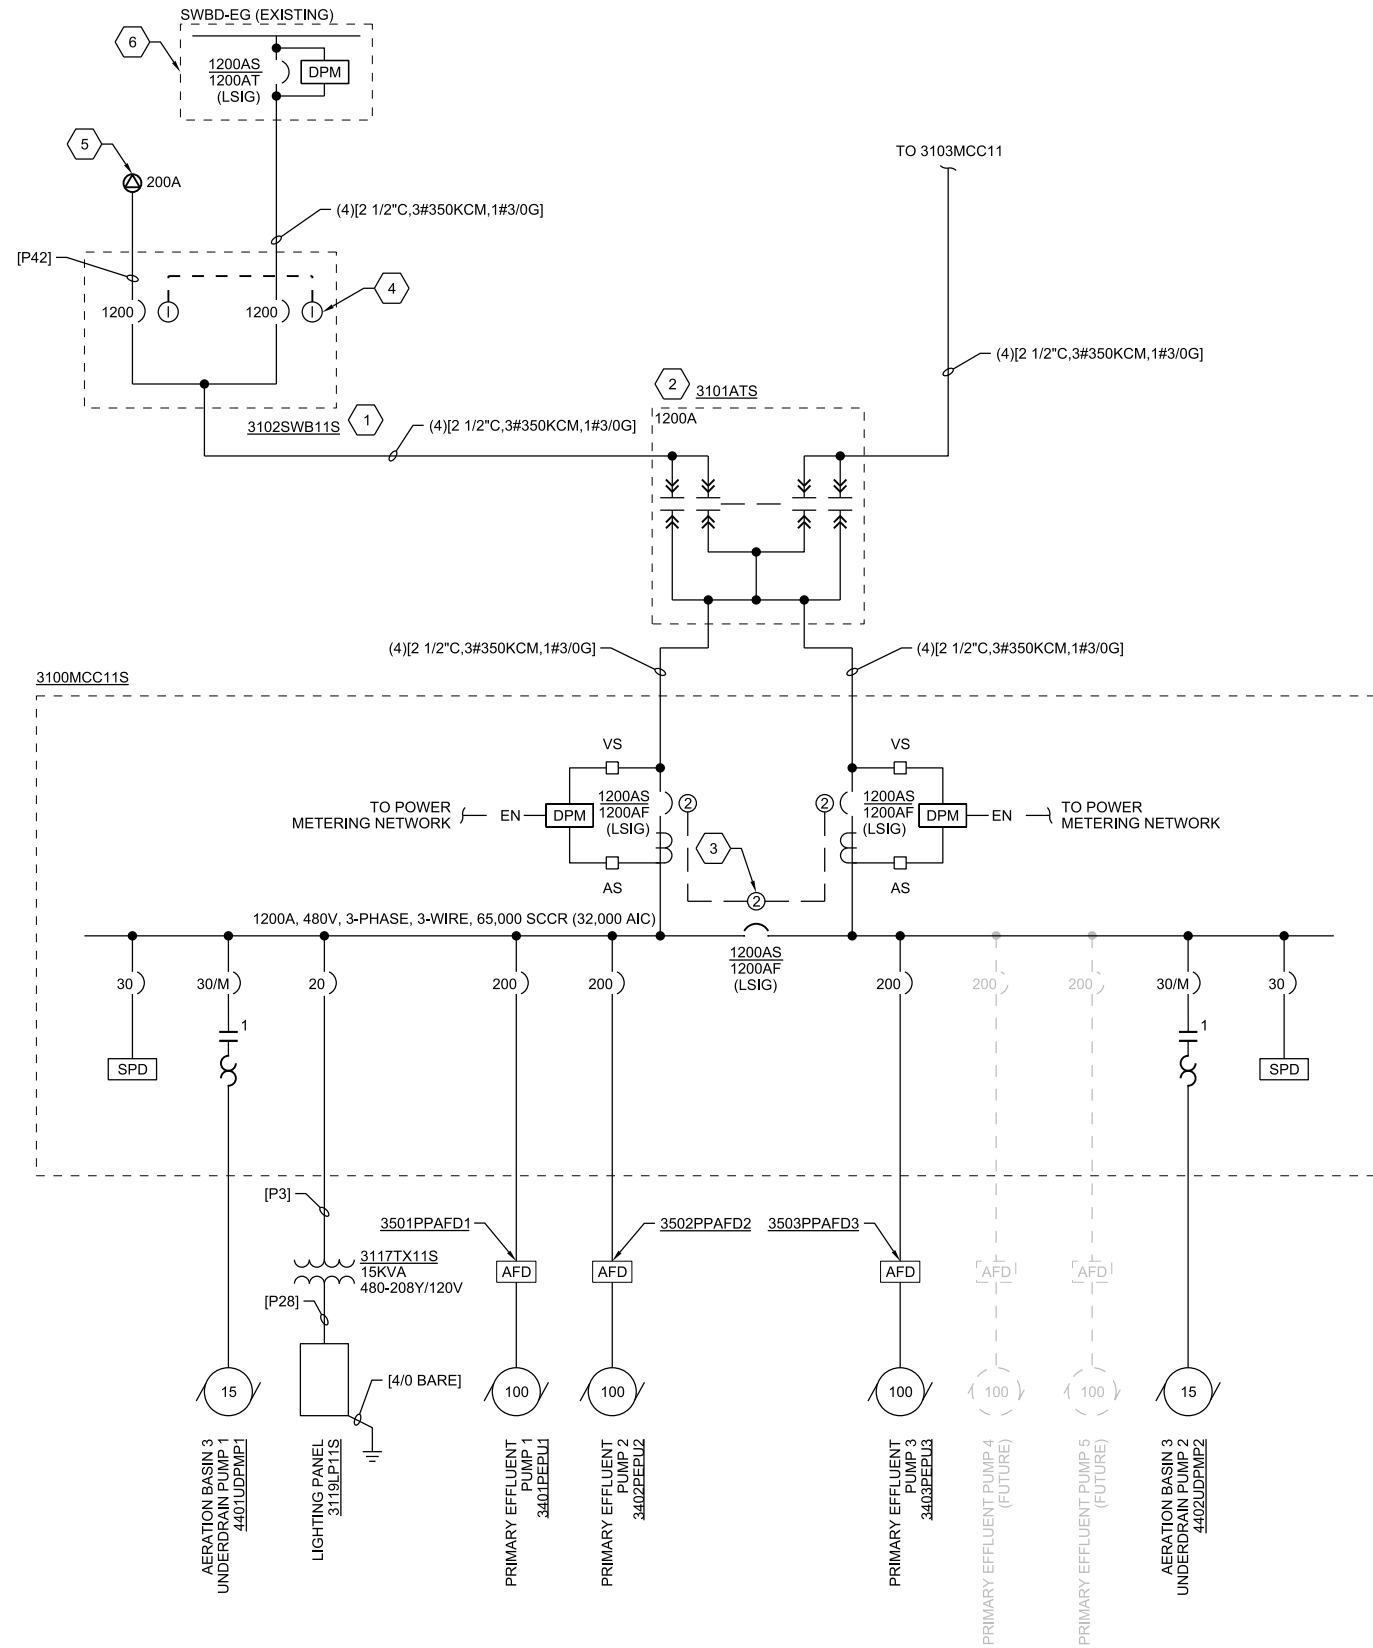 SWBD-EG (EXISTING)
6
1200AS
1200AT
(LSIG)
DPM
5
200A
TO 3103MCC11
(4)[2 1/2"C,3#350KCM,1#3/0G]
[P42]
4
1200
I
1200
I
(4)[2 1/2"C,3#350KCM,1#3/0G]
2
3101ATS
1200A
3102SWB11S
1
(4)[2 1/2"C,3#350KCM,1#3/0G]
(4)[2 1/2"C,3#350KCM,1#3/0G]
(4)[2 1/2"C,3#350KCM,1#3/0G]
3100MCC11S
VS
VS
TO POWER
METERING NETWORK
EN
DPM
1200AS
1200AF
(LSIG)
2
2
1200AS
1200AF
(LSIG)
DPM
EN
TO POWER
METERING NETWORK
3
AS
AS
2
1200A, 480V, 3-PHASE, 3-WIRE, 65,000 SCCR (32,000 AIC)
1200AS
1200AF
(LSIG)
30
30/M
20
200
200
200
200
200
30/M
30
1
1
SPD
SPD
[P3]
3501PPAFD1
3502PPAFD2
3503PPAFD3
3117TX11S
15KVA
480-208Y/120V
AFD
AFD
AFD
AFD
AFD
[P28]
[4/0 BARE]
15
100
100
100
100
100
15
AERATION BASIN 3
UNDERDRAIN PUMP 1
4401UDPMP1
LIGHTING PANEL
3119LP11S
PRIMARY EFFLUENT
PUMP 1
3401PEPU1
PRIMARY EFFLUENT
PUMP 2
3402PEPU2
PRIMARY EFFLUENT
PUMP 3
3403PEPU3
PRIMARY EFFLUENT PUMP 4
(FUTURE)
PRIMARY EFFLUENT PUMP 5
(FUTURE)
AERATION BASIN 3
UNDERDRAIN PUMP 2
4402UDPMP2